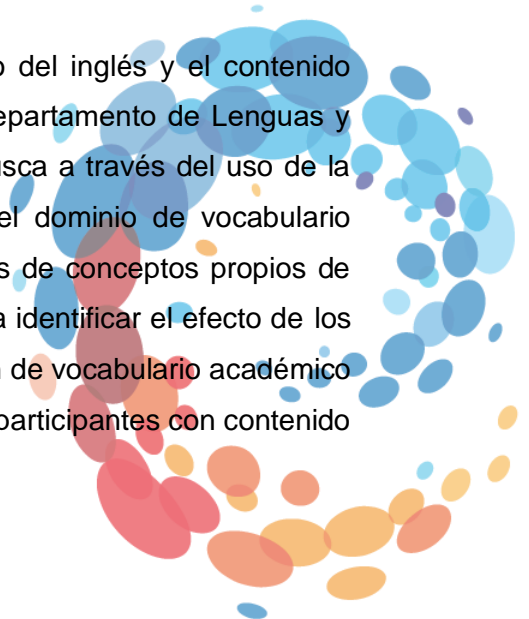 del inglés y el contenido
epartamento de Lenguas y
usca a través del uso de la
el dominio de vocabulario
de conceptos propios de
identificar el efecto de los
de vocabulario académico
participantes con contenido